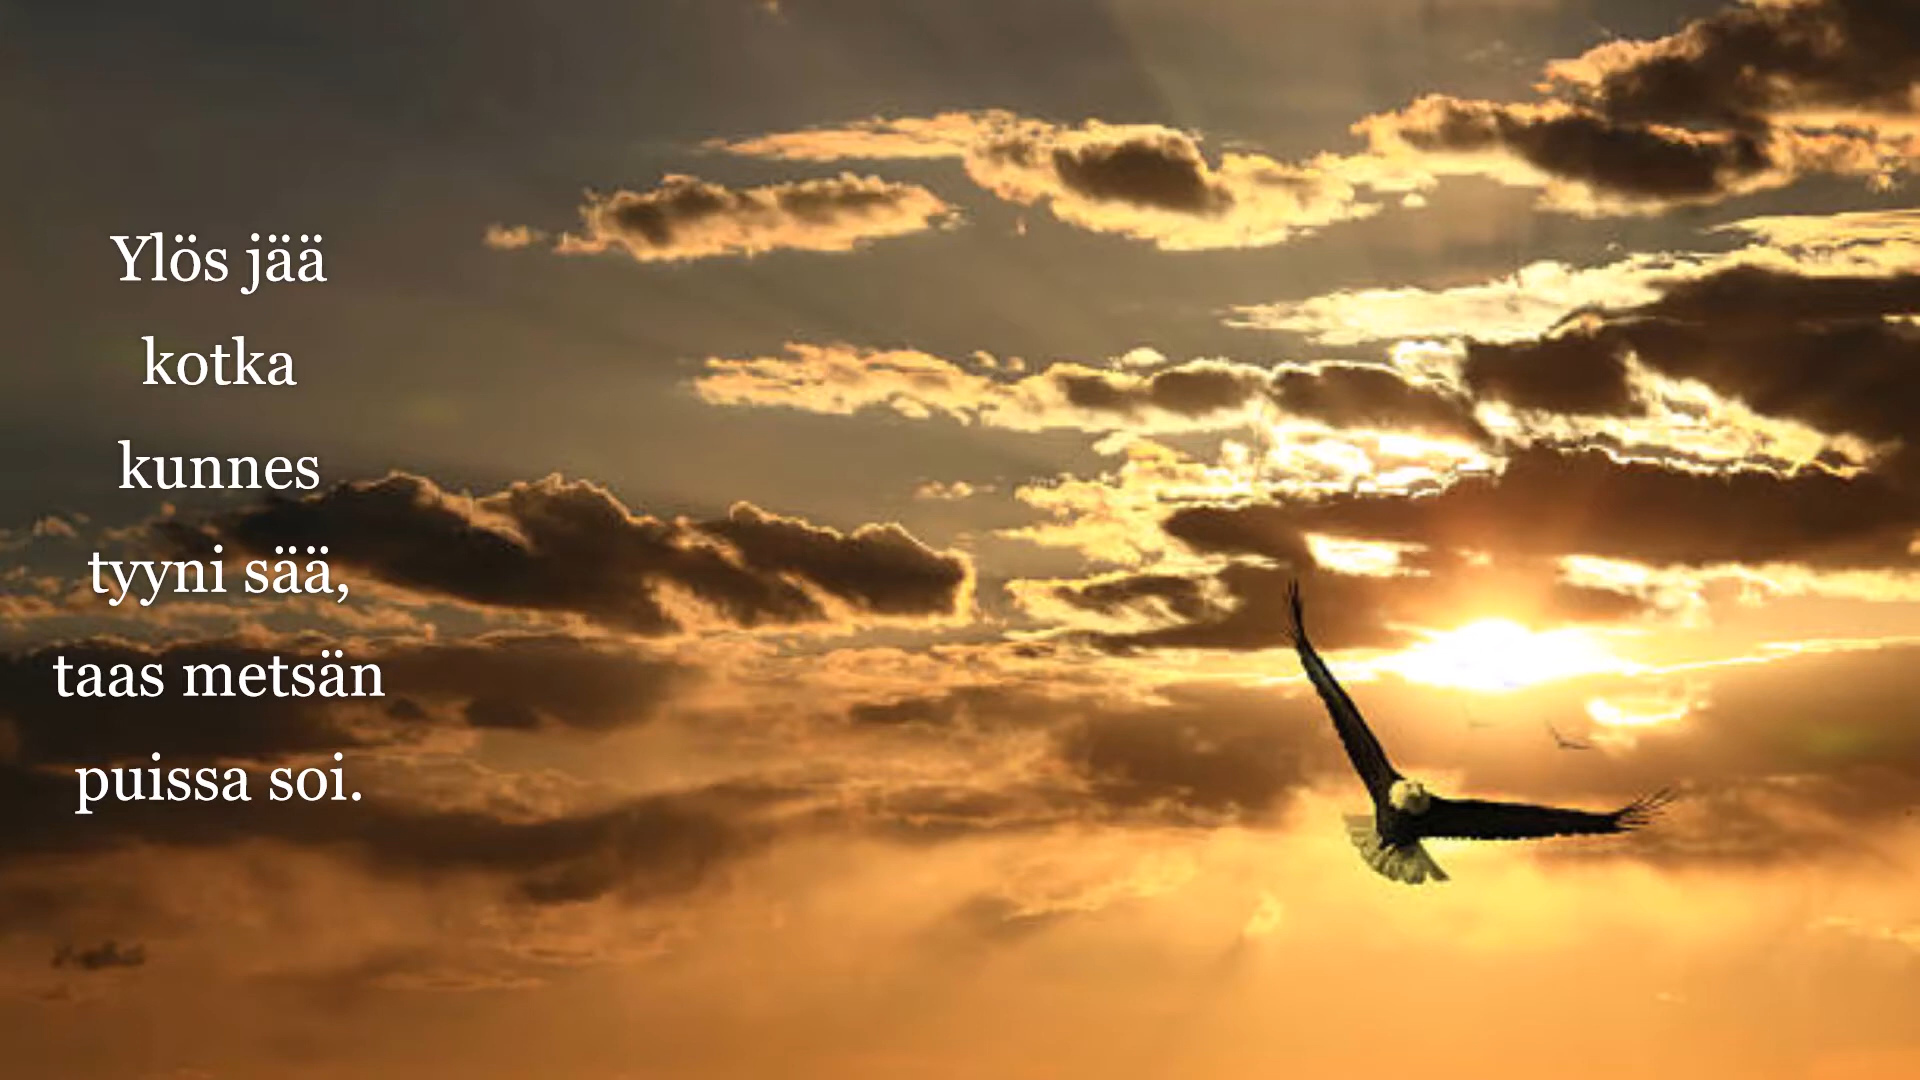 Ylös jää
kotka
kunnes
tyyni sää,
taas metsän
puissa soi.